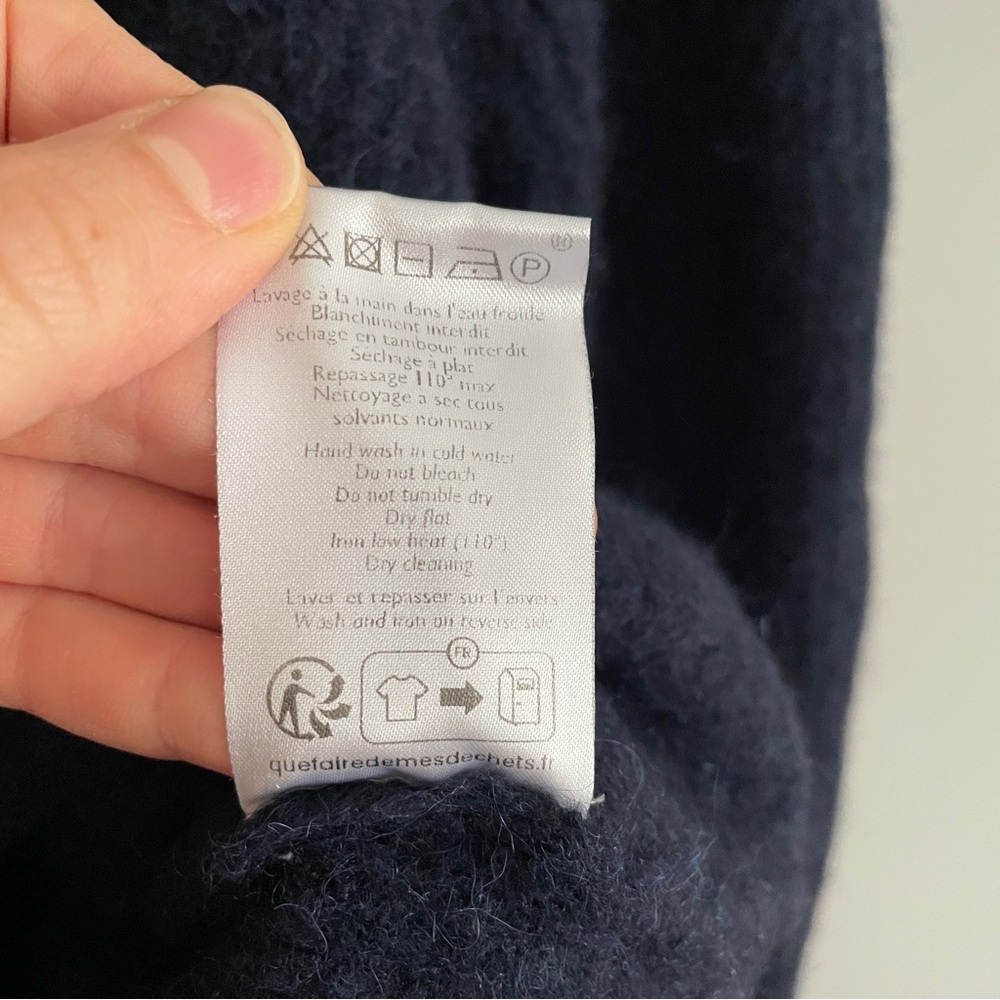 P ®
Lavage à la main dans l'eau froide
Blanchiment interdit
Séchage en tambour interdit
Séchage à plat
Repassage 110° max
Nettoyage a sec tous
solvants normaux
Hand wash in cold water
Do not bleach
Do not tumble dry
Dry flat
Iron low heat (110°)
Dry cleaning
Laver et repasser sur l'envers
Wash and iron on reverse side
FR
quefairedemesdechets.fr